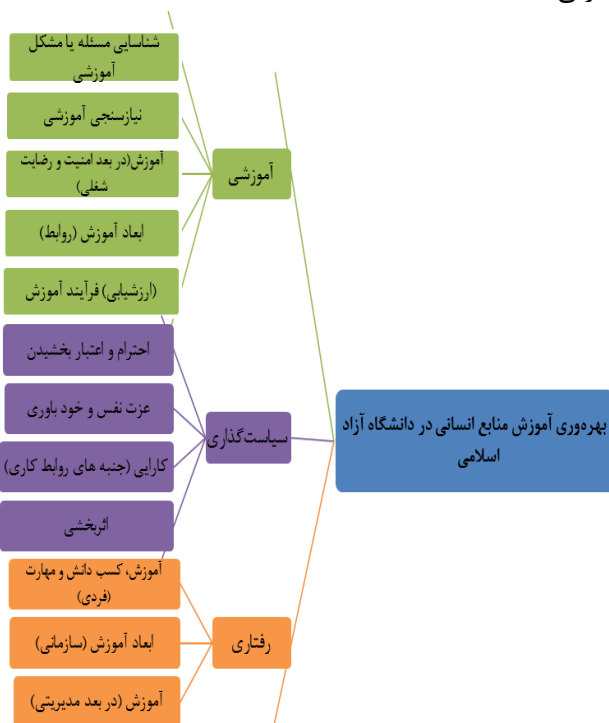 شناسایی مسئله یا مشکل
آموزشی
نیازسنجی آموزشی
آموزش(در بعد امنیت و رضایت
شغلی)
ابعاد آموزش (روابط)
(ارزشیابی) فرآیند آموزش
آموزشی
احترام و اعتبار بخشیدن
عزت نفس و خود باوری
کارایی (جنبه های روابط کاری)
اثربخشی
سیاست‌گذاری
بهره‌وری آموزش منابع انسانی در دانشگاه آزاد
اسلامی
آموزش، کسب دانش و مهارت
(فردی)
ابعاد آموزش (سازمانی)
آموزش (در بعد مدیریتی)
رفتاری